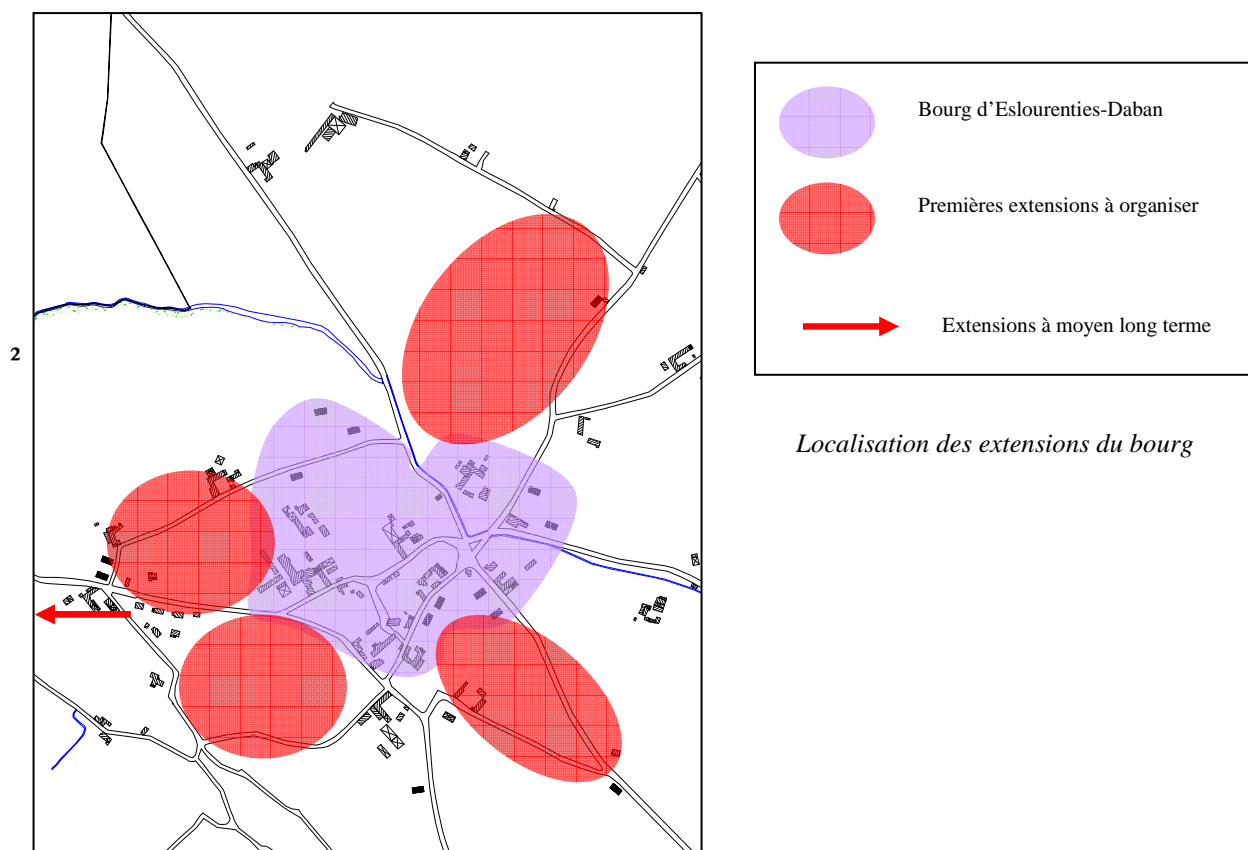 2
Bourg d'Eslourenties-Daban
Premières extensions à organiser
Extensions à moyen long terme
Localisation des extensions du bourg